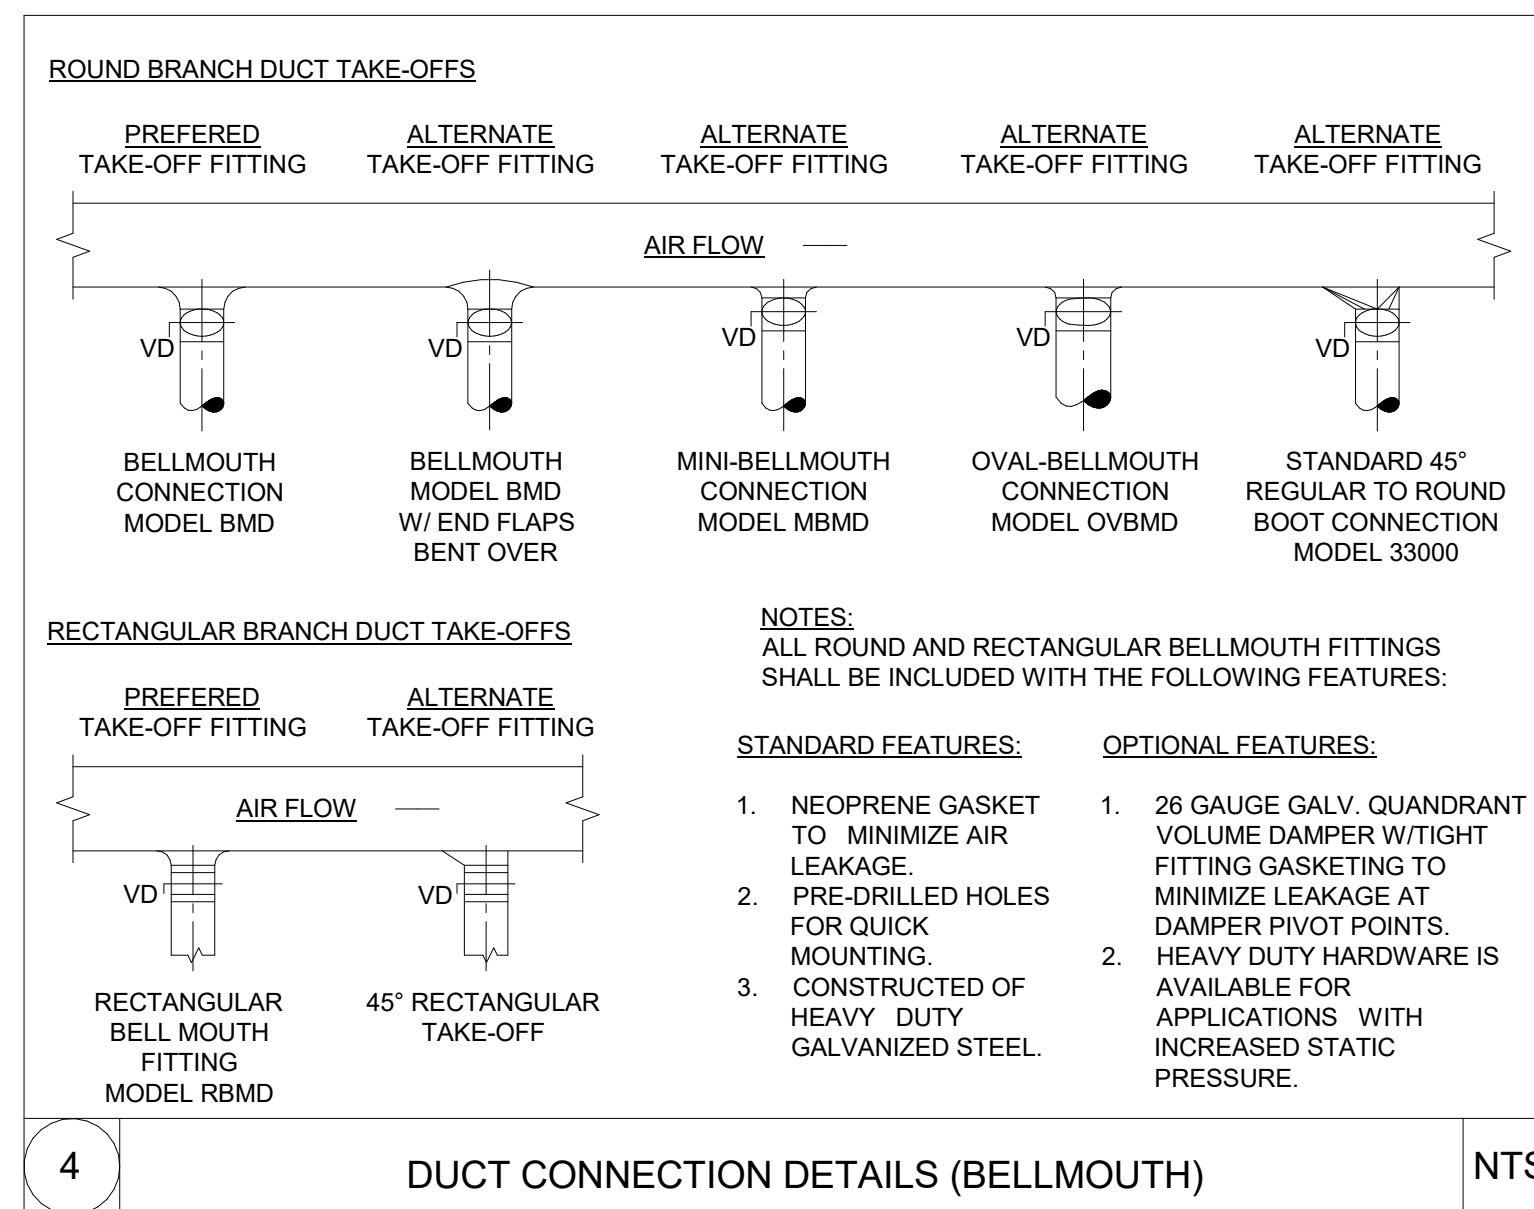 ROUND BRANCH DUCT TAKE-OFFS
PREFERED
TAKE-OFF FITTING
ALTERNATE
TAKE-OFF FITTING
ALTERNATE
TAKE-OFF FITTING
ALTERNATE
TAKE-OFF FITTING
ALTERNATE
TAKE-OFF FITTING
AIR FLOW
VD
VD
VD
VD
VD
BELLMOUTH
CONNECTION
MODEL BMD
BELLMOUTH
MODEL BMD
W/ END FLAPS
BENT OVER
MINI-BELLMOUTH
CONNECTION
MODEL MBMD
OVAL-BELLMOUTH
CONNECTION
MODEL OVBMD
STANDARD 45°
REGULAR TO ROUND
BOOT CONNECTION
MODEL 33000
RECTANGULAR BRANCH DUCT TAKE-OFFS
PREFERED
TAKE-OFF FITTING
ALTERNATE
TAKE-OFF FITTING
AIR FLOW
VD
VD
RECTANGULAR
BELL MOUTH
FITTING
MODEL RBMD
45° RECTANGULAR
TAKE-OFF
NOTES:
ALL ROUND AND RECTANGULAR BELLMOUTH FITTINGS
SHALL BE INCLUDED WITH THE FOLLOWING FEATURES:
STANDARD FEATURES:
1. NEOPRENE GASKET
TO MINIMIZE AIR
LEAKAGE.
2. PRE-DRILLED HOLES
FOR QUICK
MOUNTING.
3. CONSTRUCTED OF
HEAVY DUTY
GALVANIZED STEEL.
OPTIONAL FEATURES:
1. 26 GAUGE GALV. QUANDRANT
VOLUME DAMPER W/TIGHT
FITTING GASKETING TO
MINIMIZE LEAKAGE AT
DAMPER PIVOT POINTS.
2. HEAVY DUTY HARDWARE IS
AVAILABLE FOR
APPLICATIONS WITH
INCREASED STATIC
PRESSURE.
4
DUCT CONNECTION DETAILS (BELLMOUTH)
NTS